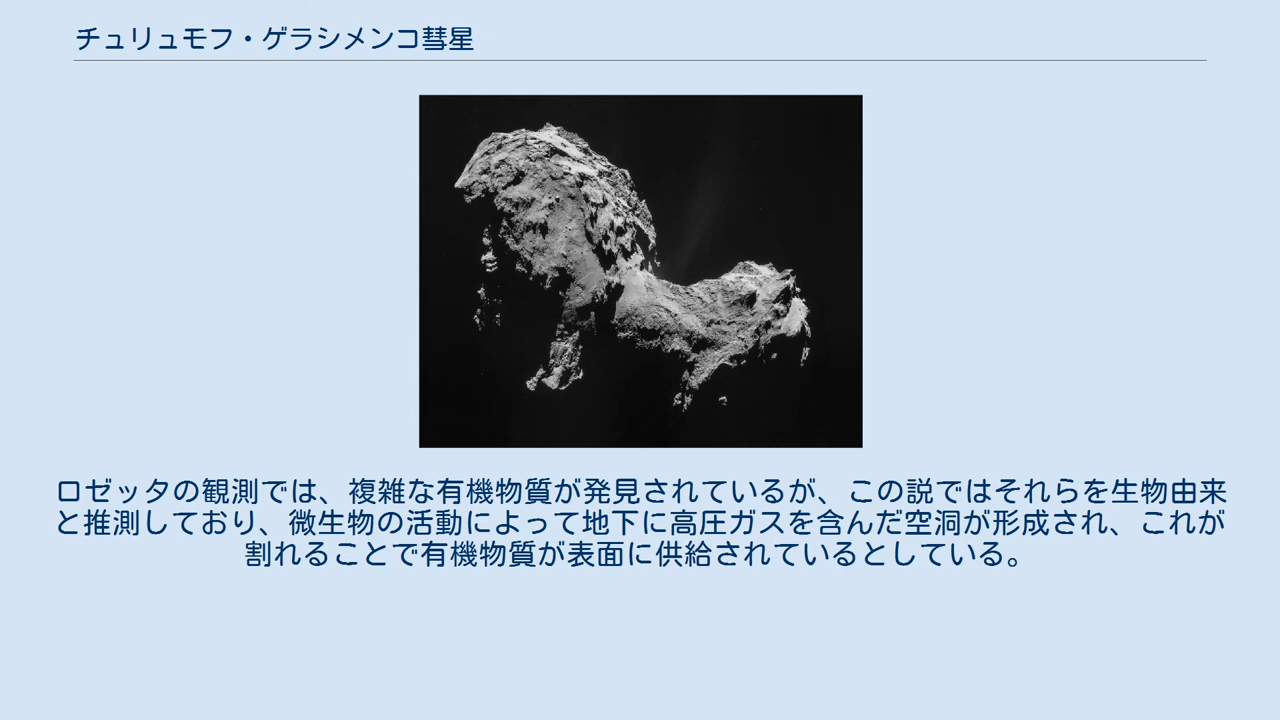 チュリュモフ・ゲラシメンコ彗星
ロゼッタの観測では、複雑な有機物質が発見されているが、この説ではそれらを生物由来
と推測しており、微生物の活動によって地下に高圧ガスを含んだ空洞が形成され、これが
割れることで有機物質が表面に供給されているとしている。